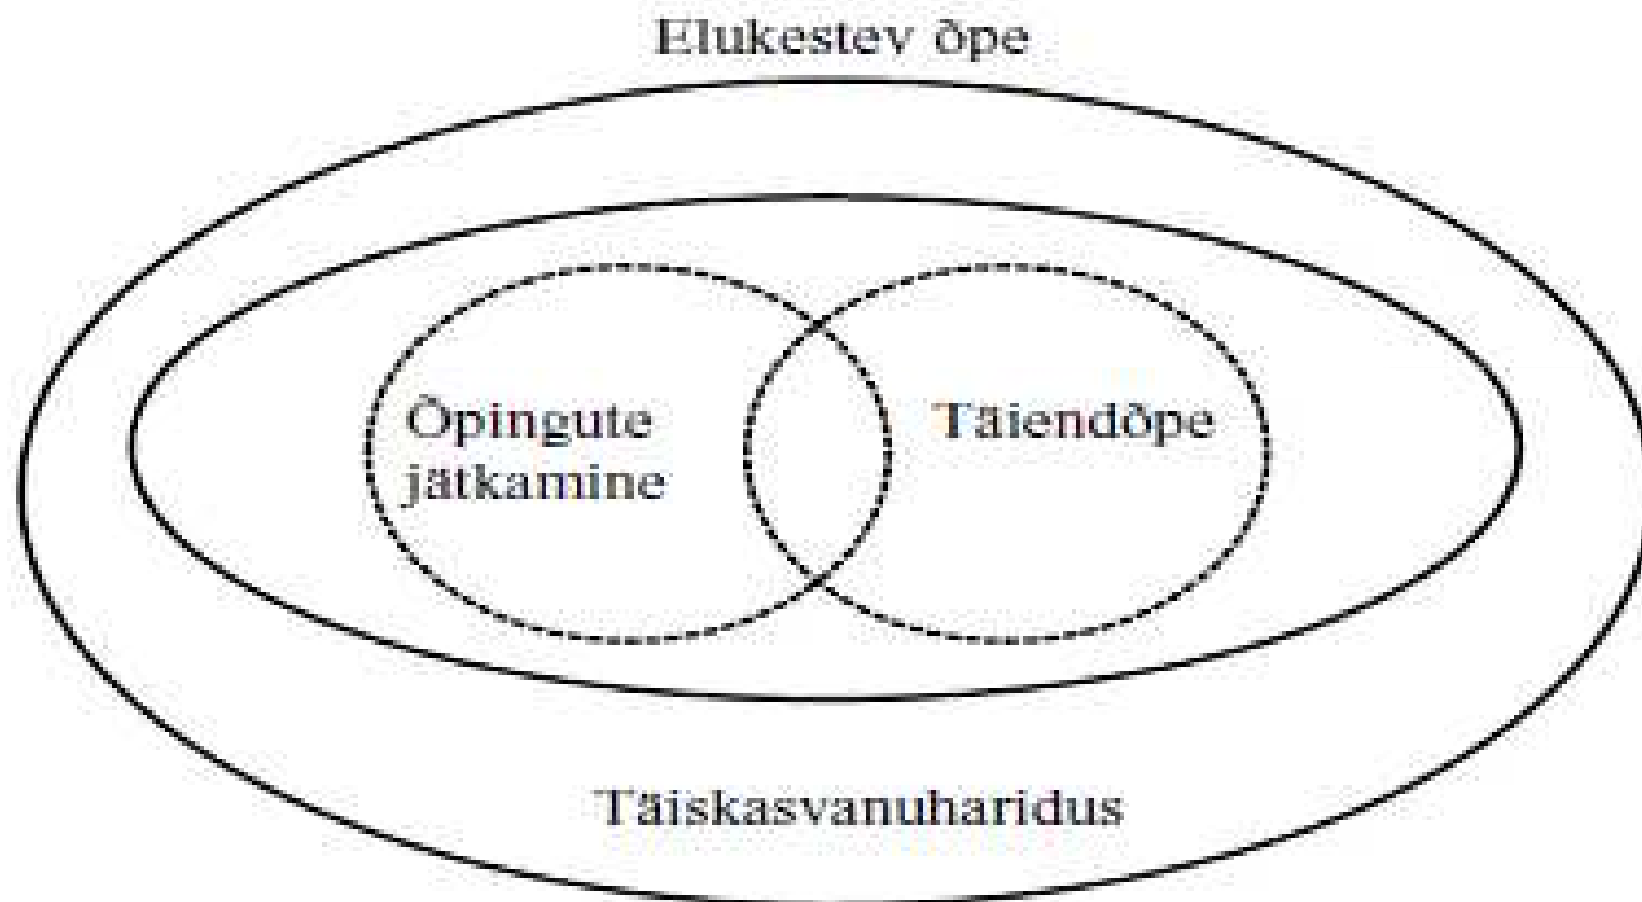 Elukestev õpe
Õpingute
jätkamine
Täiendõpe
Täiskasvanuharidus